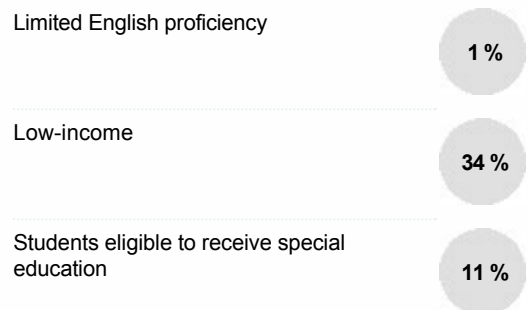 Limited English proficiency
1 %
Low-income
34 %
Students eligible to receive special
education
11 %